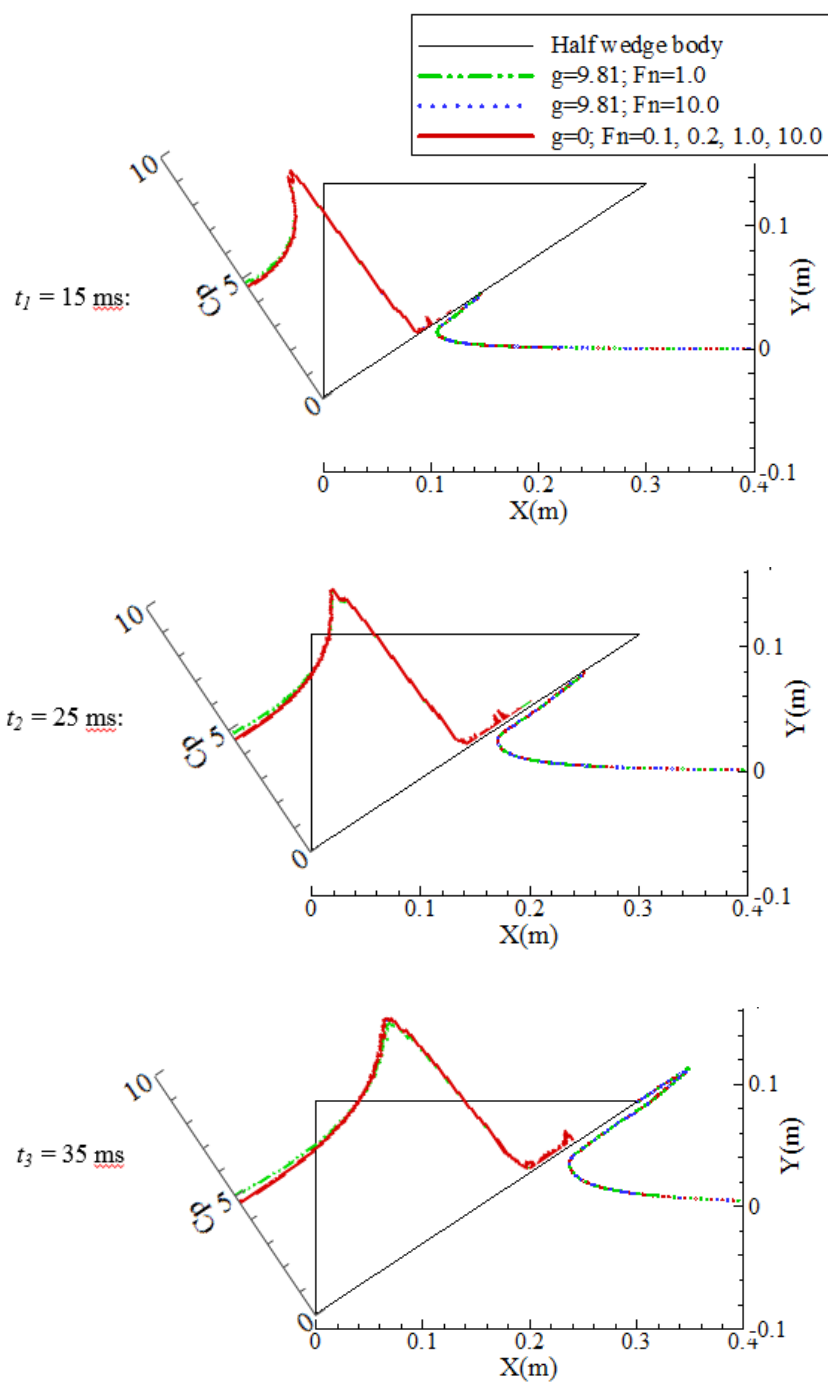 Half wedge body
g=9.81; Fn=1.0
g=9.81; Fn=10.0
g=0; Fn=0.1, 0.2, 1.0, 10.0
t1 = 15 ms:
10
5
0
Cp
0.1
0
-0.1
Y(m)
0
0.1
0.2
0.3
0.4
X(m)
t2 = 25 ms:
10
5
0
Cp
0.1
0
-0.1
Y(m)
0
0.1
0.2
0.3
0.4
X(m)
t3 = 35 ms
10
5
0
Cp
0.1
0
-0.1
Y(m)
0
0.1
0.2
0.3
0.4
X(m)